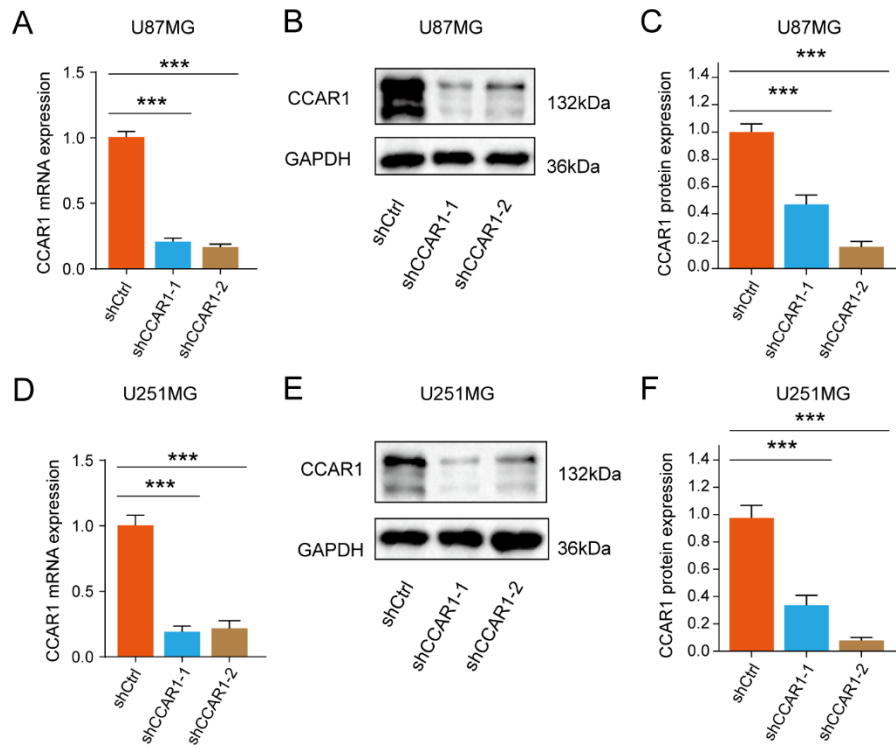 A
U87MG
CCAR1 mRNA expression
1.5
1.0
0.5
0.0
***
***
shCtrl
shCCAR1-1
shCCAR1-2
B
U87MG
CCAR1
132kDa
GAPDH
36kDa
shCtrl
shCCAR1-1
shCCAR1-2
C
U87MG
CCAR1 protein expression
1.4
1.2
1.0
0.8
0.6
0.4
0.2
0.0
***
***
shCtrl
shCCAR1-1
shCCAR1-2
D
U251MG
CCAR1 mRNA expression
1.5
1.0
0.5
0.0
***
***
shCtrl
shCCAR1-1
shCCAR1-2
E
U251MG
CCAR1
132kDa
GAPDH
36kDa
shCtrl
shCCAR1-1
shCCAR1-2
F
U251MG
CCAR1 protein expression
1.4
1.2
1.0
0.8
0.6
0.4
0.2
0.0
***
***
shCtrl
shCCAR1-1
shCCAR1-2